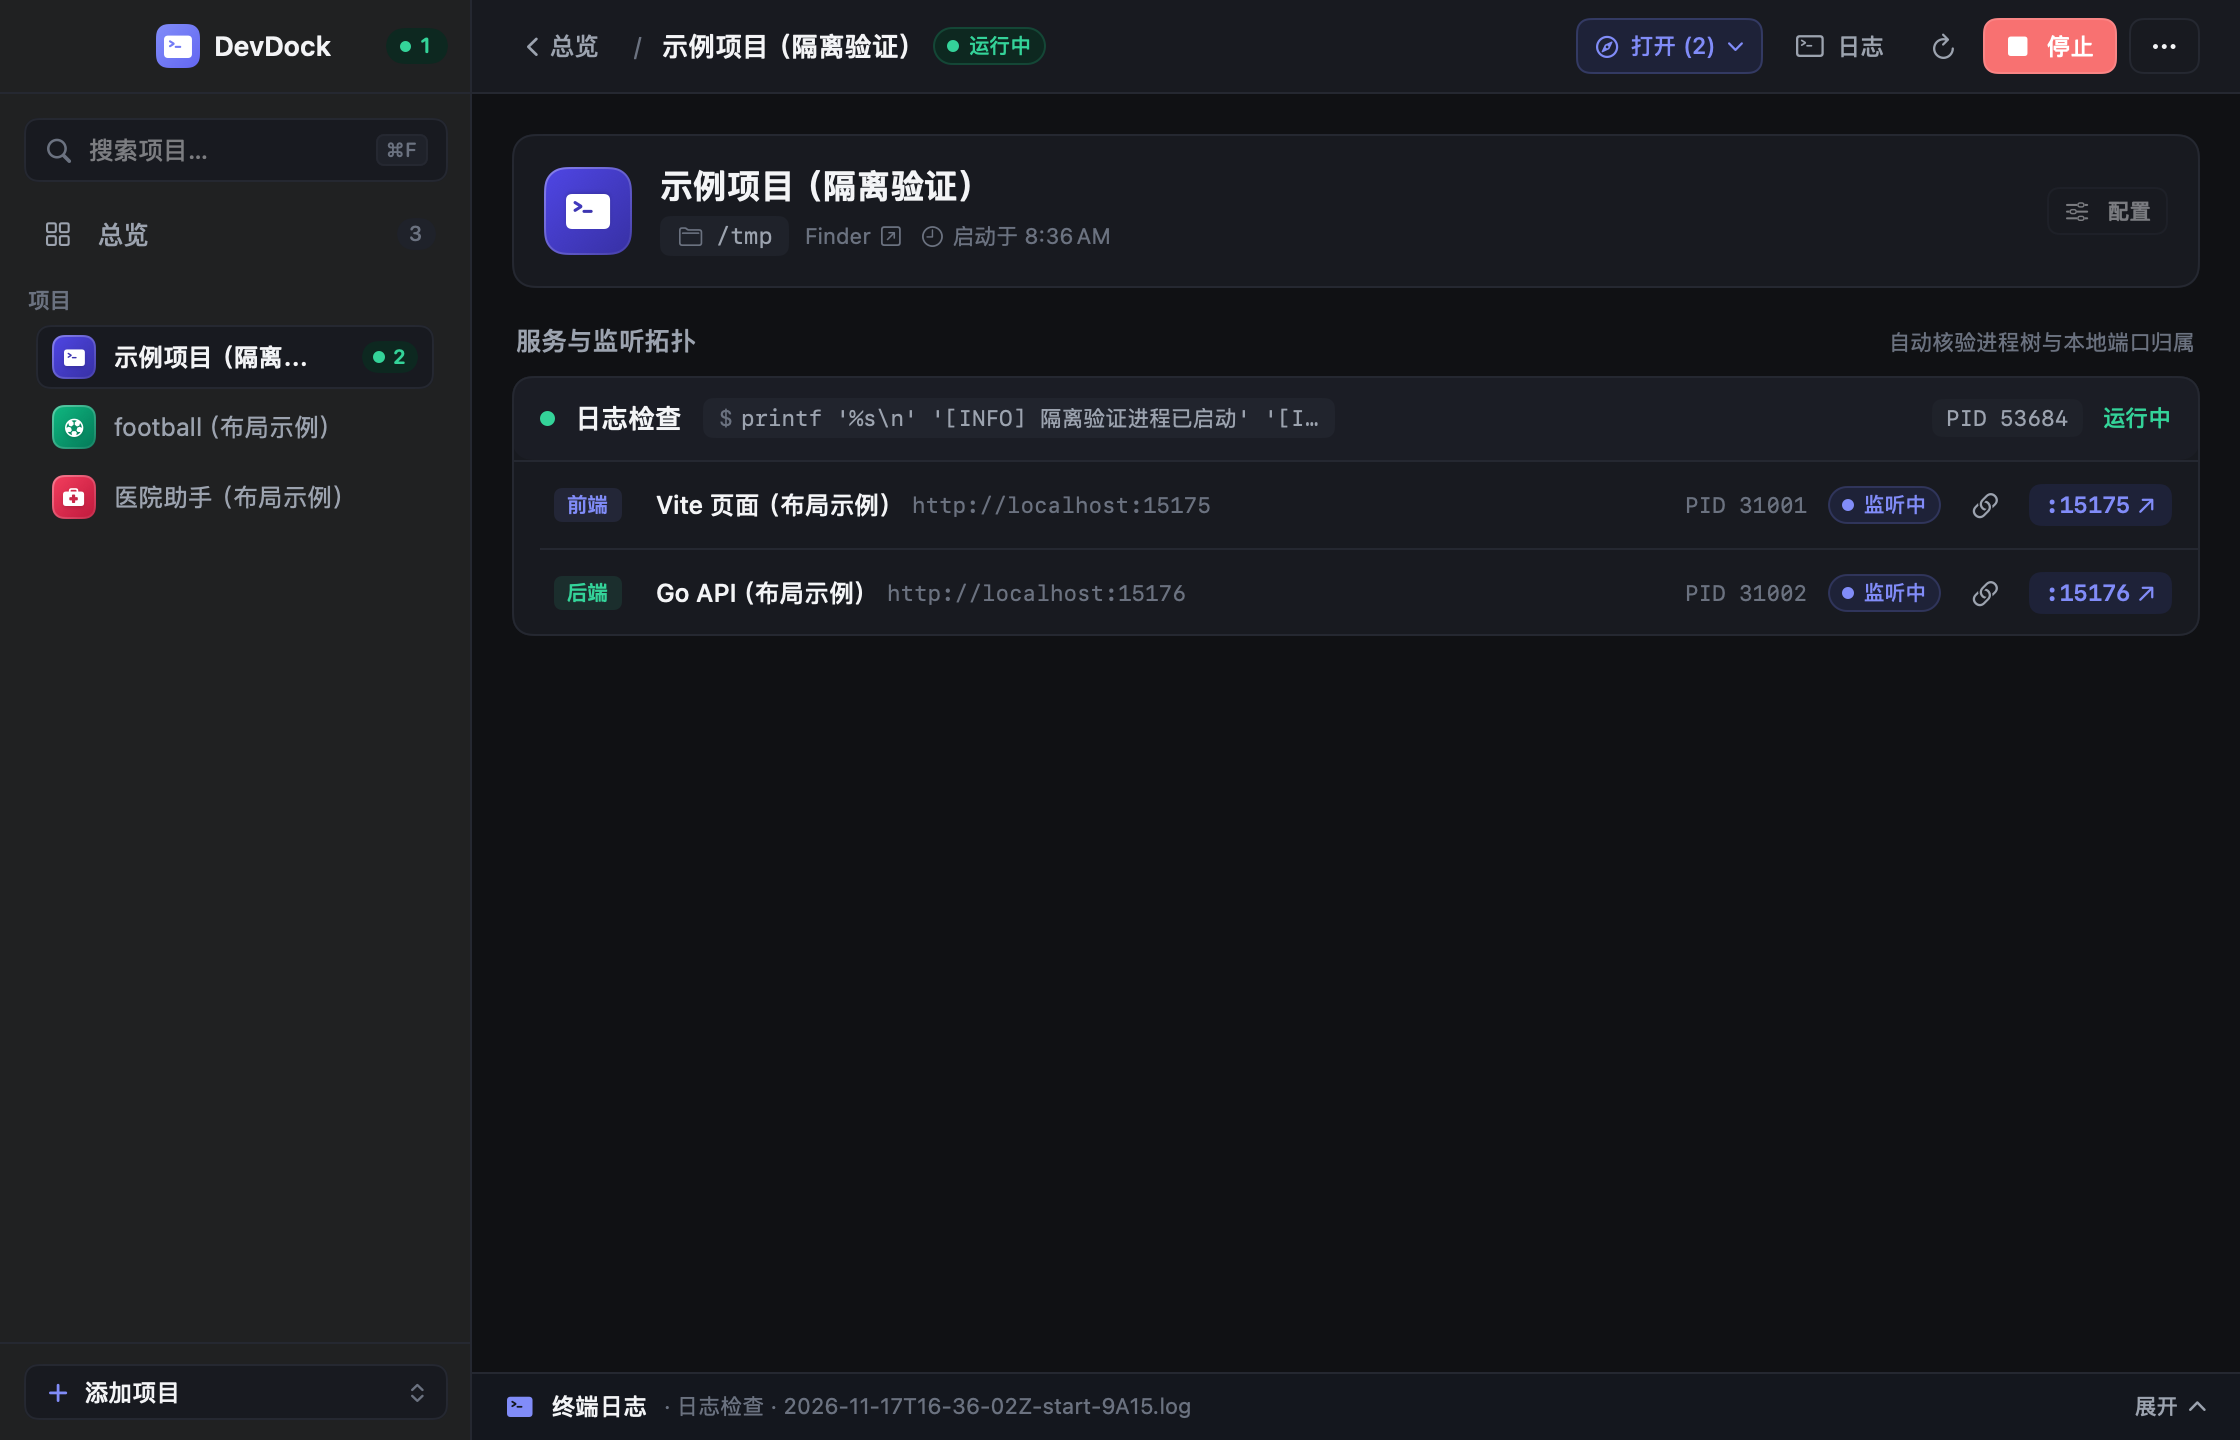 DevDock
1
总览 / 示例项目（隔离验证） 运行中
打开 (2) 日志 停止
搜索项目... ⌘F
总览 3
项目
示例项目（隔离... 2
football（布局示例）
医院助手（布局示例）
添加项目
示例项目（隔离验证）
/tmp Finder 启动于 8:36 AM
配置
服务与监听拓扑
自动核验进程树与本地端口归属
日志检查 $ printf '%s\n' '[INFO] 隔离验证进程已启动' '[I… PID 53684 运行中
前端 Vite 页面（布局示例） http://localhost:15175 PID 31001 监听中 :15175
后端 Go API（布局示例） http://localhost:15176 PID 31002 监听中 :15176
终端日志 · 日志检查 · 2026-11-17T16-36-02Z-start-9A15.log 展开